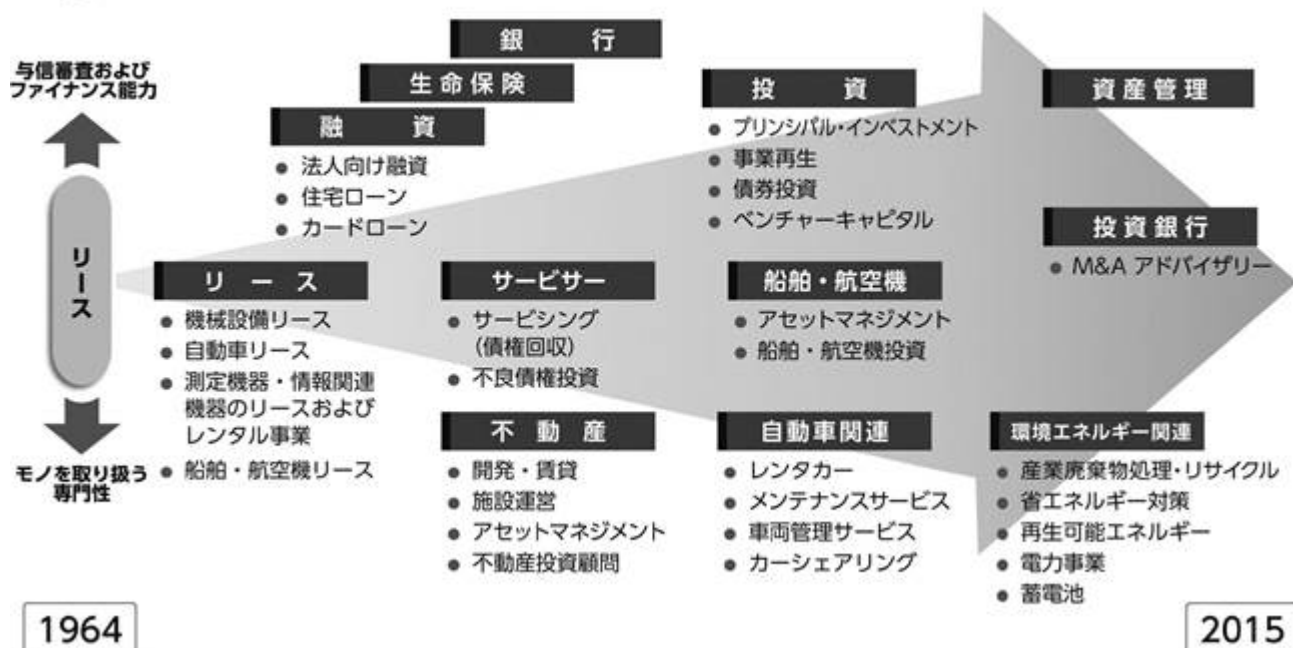 与信審査および
ファイナンス能力
リース
モノを取り扱う
専門性
銀行
生命保険
融資
● 法人向け融資
● 住宅ローン
● カードローン
リース
● 機械設備リース
● 自動車リース
● 測定機器・情報関連
機器のリースおよび
レンタル事業
● 船舶・航空機リース
サービサー
● サービシング
(債権回収)
● 不良債権投資
不動産
● 開発・賃貸
● 施設運営
● アセットマネジメント
● 不動産投資顧問
投資
● プリンシパル・インベストメント
● 事業再生
● 債券投資
● ベンチャーキャピタル
船舶・航空機
● アセットマネジメント
● 船舶・航空機投資
自動車関連
● レンタカー
● メンテナンスサービス
● 車両管理サービス
● カーシェアリング
資産管理
投資銀行
● M&A アドバイザリー
環境エネルギー関連
● 産業廃棄物処理・リサイクル
● 省エネルギー対策
● 再生可能エネルギー
● 電力事業
● 蓄電池
1964
2015